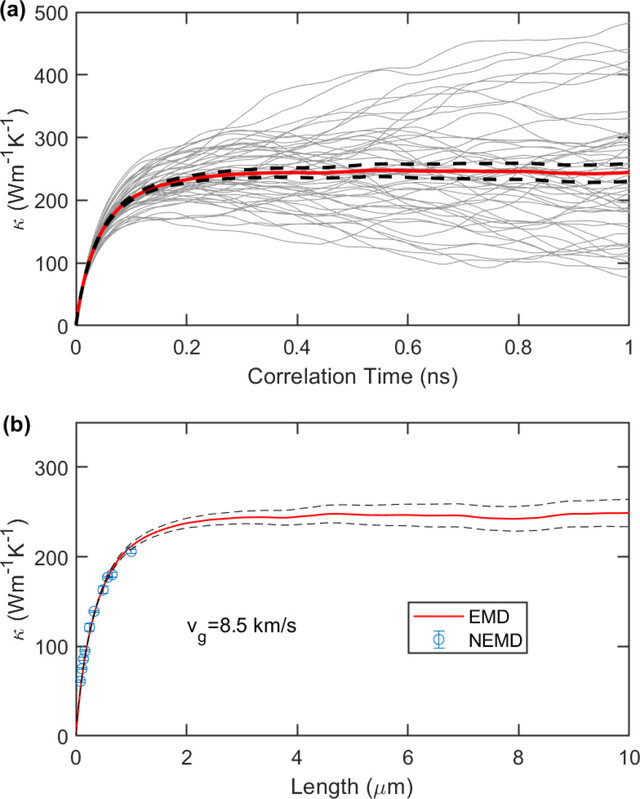 (a)
500
400
300
200
100
0
κ (Wm⁻¹K⁻¹)
0 0.2 0.4 0.6 0.8 1
Correlation Time (ns)
(b)
300
200
100
0
κ (Wm⁻¹K⁻¹)
v_g=8.5 km/s
EMD
NEMD
0 2 4 6 8 10
Length (μm)